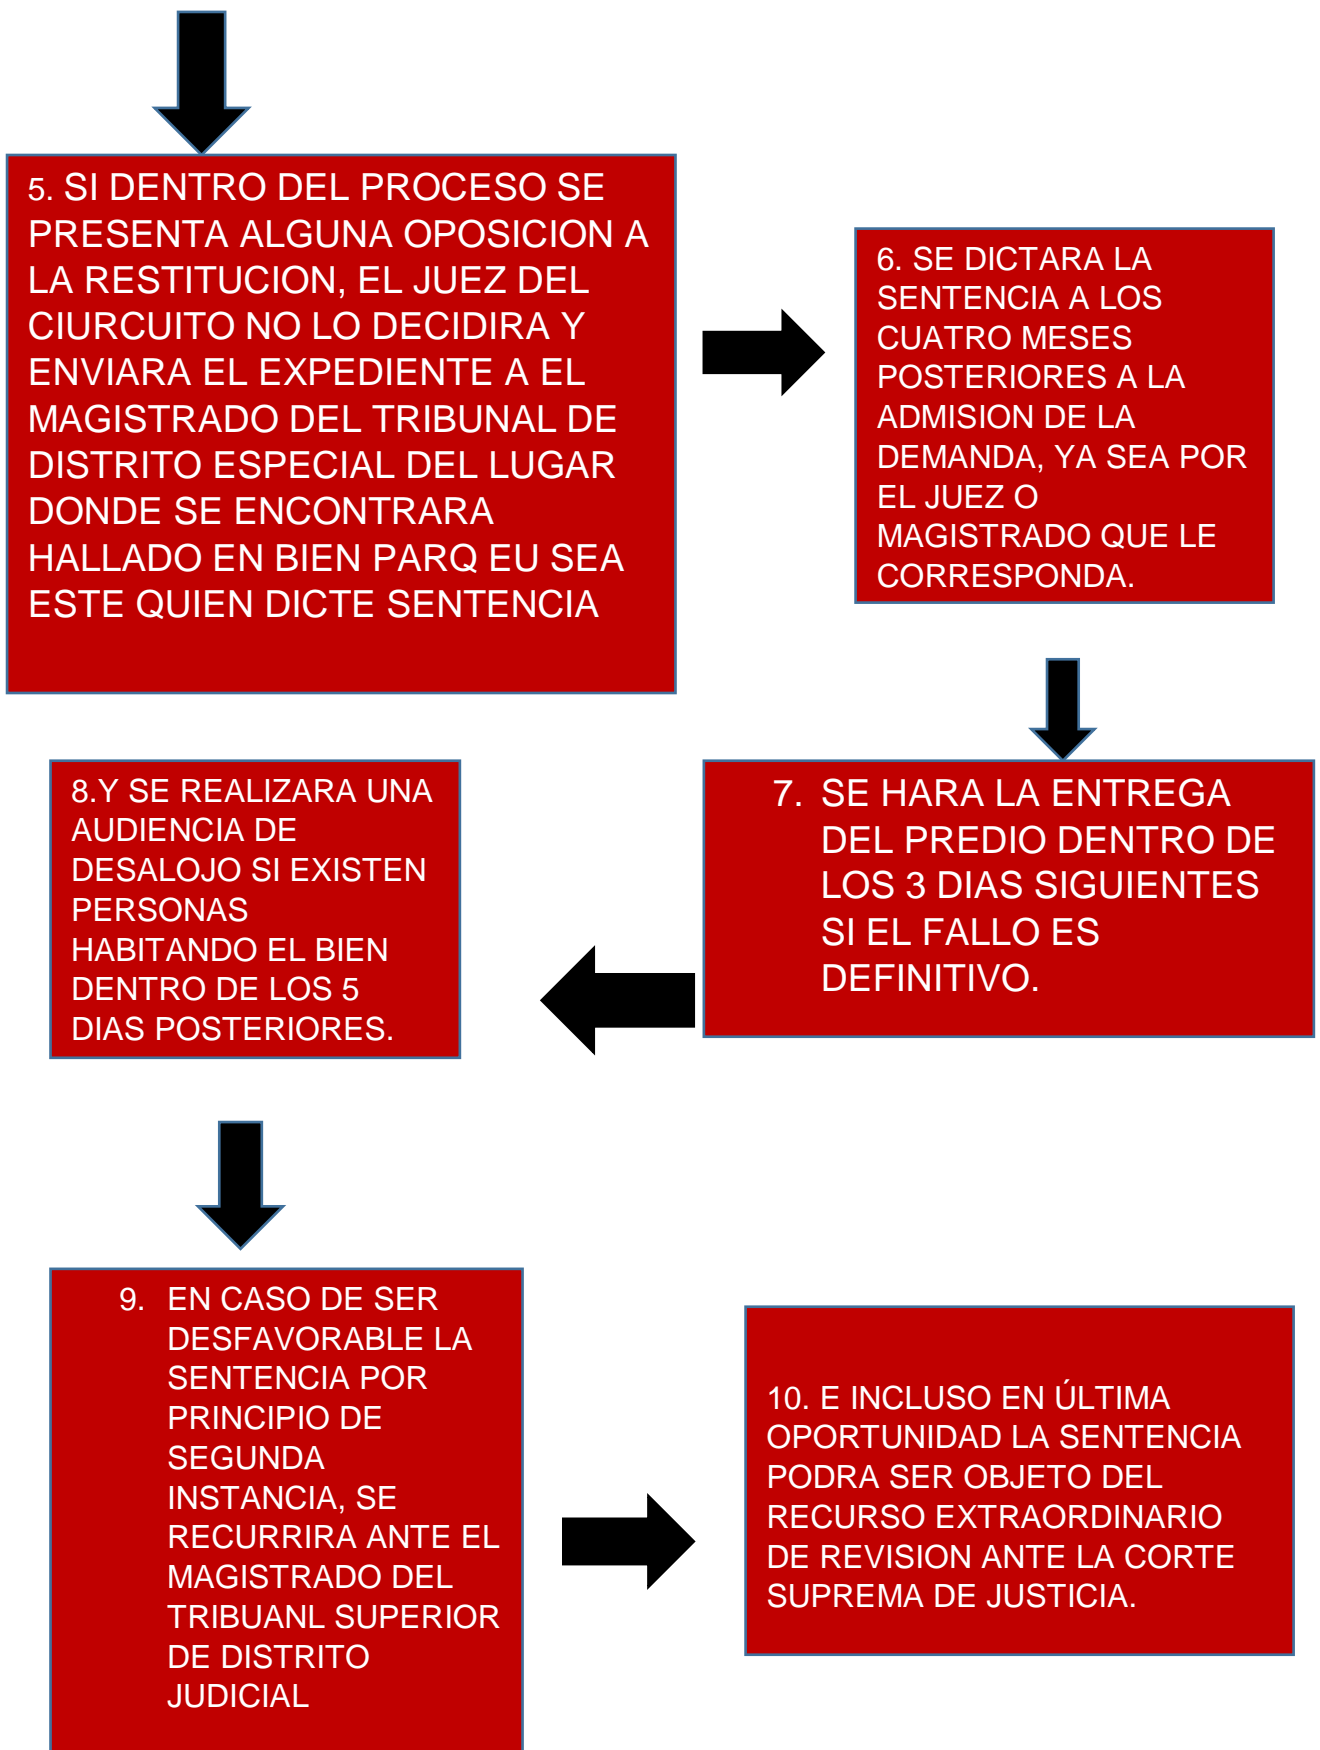 5. SI DENTRO DEL PROCESO SE
PRESENTA ALGUNA OPOSICION A
LA RESTITUCION, EL JUEZ DEL
CIURCUITO NO LO DECIDIRA Y
ENVIARA EL EXPEDIENTE A EL
MAGISTRADO DEL TRIBUNAL DE
DISTRITO ESPECIAL DEL LUGAR
DONDE SE ENCONTRARA
HALLADO EN BIEN PARQ EU SEA
ESTE QUIEN DICTE SENTENCIA
6. SE DICTARA LA
SENTENCIA A LOS
CUATRO MESES
POSTERIORES A LA
ADMISION DE LA
DEMANDA, YA SEA POR
EL JUEZ O
MAGISTRADO QUE LE
CORRESPONDA.
7. SE HARA LA ENTREGA
DEL PREDIO DENTRO DE
LOS 3 DIAS SIGUIENTES
SI EL FALLO ES
DEFINITIVO.
8.Y SE REALIZARA UNA
AUDIENCIA DE
DESALOJO SI EXISTEN
PERSONAS
HABITANDO EL BIEN
DENTRO DE LOS 5
DIAS POSTERIORES.
9. EN CASO DE SER
DESFAVORABLE LA
SENTENCIA POR
PRINCIPIO DE
SEGUNDA
INSTANCIA, SE
RECURRIRA ANTE EL
MAGISTRADO DEL
TRIBUANL SUPERIOR
DE DISTRITO
JUDICIAL
10. E INCLUSO EN ÚLTIMA
OPORTUNIDAD LA SENTENCIA
PODRA SER OBJETO DEL
RECURSO EXTRAORDINARIO
DE REVISION ANTE LA CORTE
SUPREMA DE JUSTICIA.